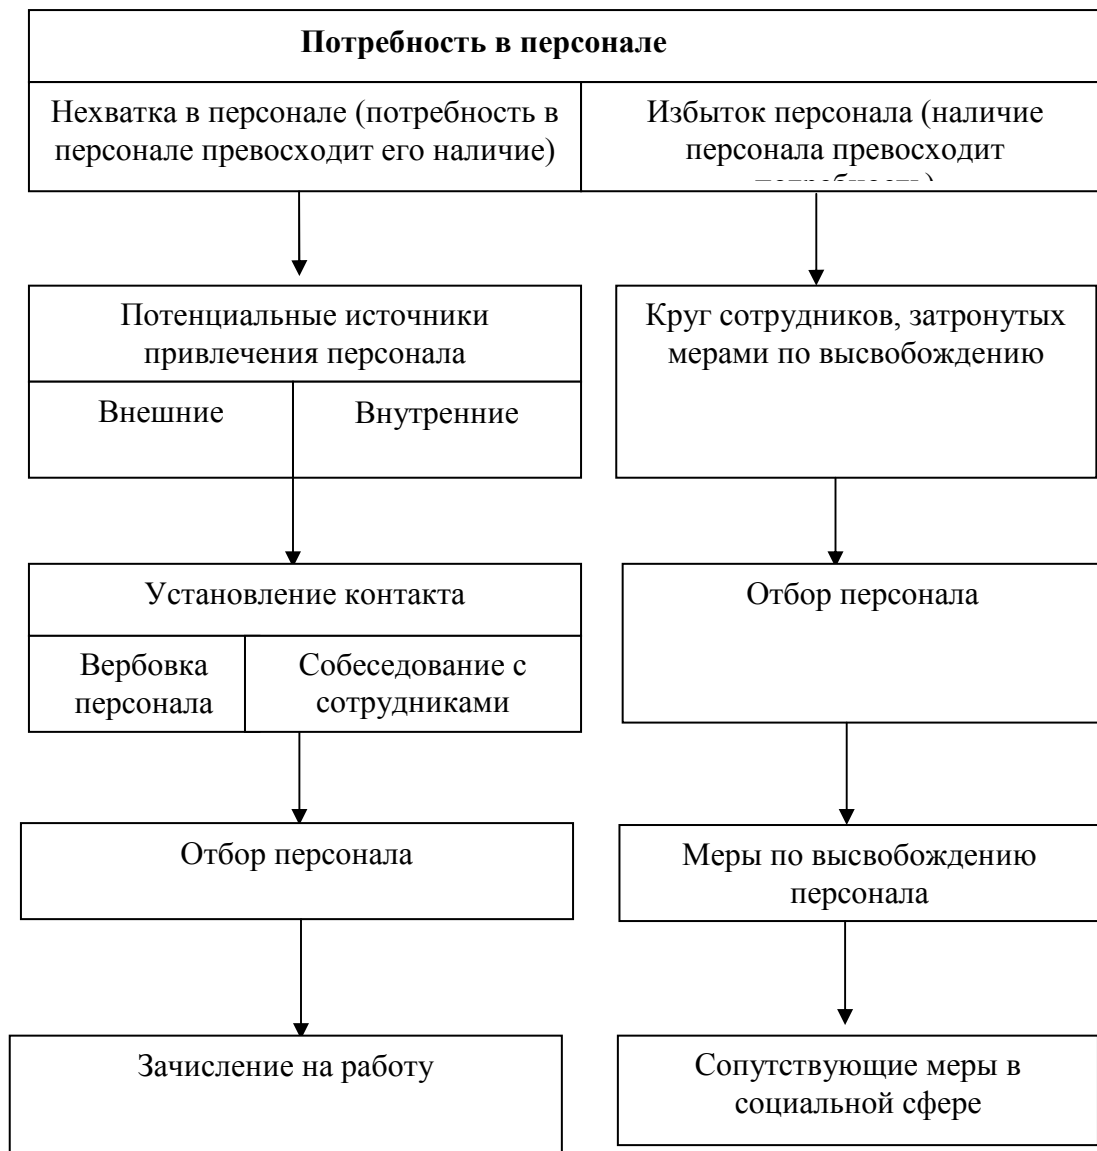 Потребность в персонале
Нехватка в персонале (потребность в
персонале превосходит его наличие)
Избыток персонала (наличие
персонала превосходит
потребность)
Потенциальные источники
привлечения персонала
Внешние
Внутренние
Круг сотрудников, затронутых
мерами по высвобождению
Установление контакта
Вербовка
персонала
Собеседование с
сотрудниками
Отбор персонала
Отбор персонала
Меры по высвобождению
персонала
Зачисление на работу
Сопутствующие меры в
социальной сфере